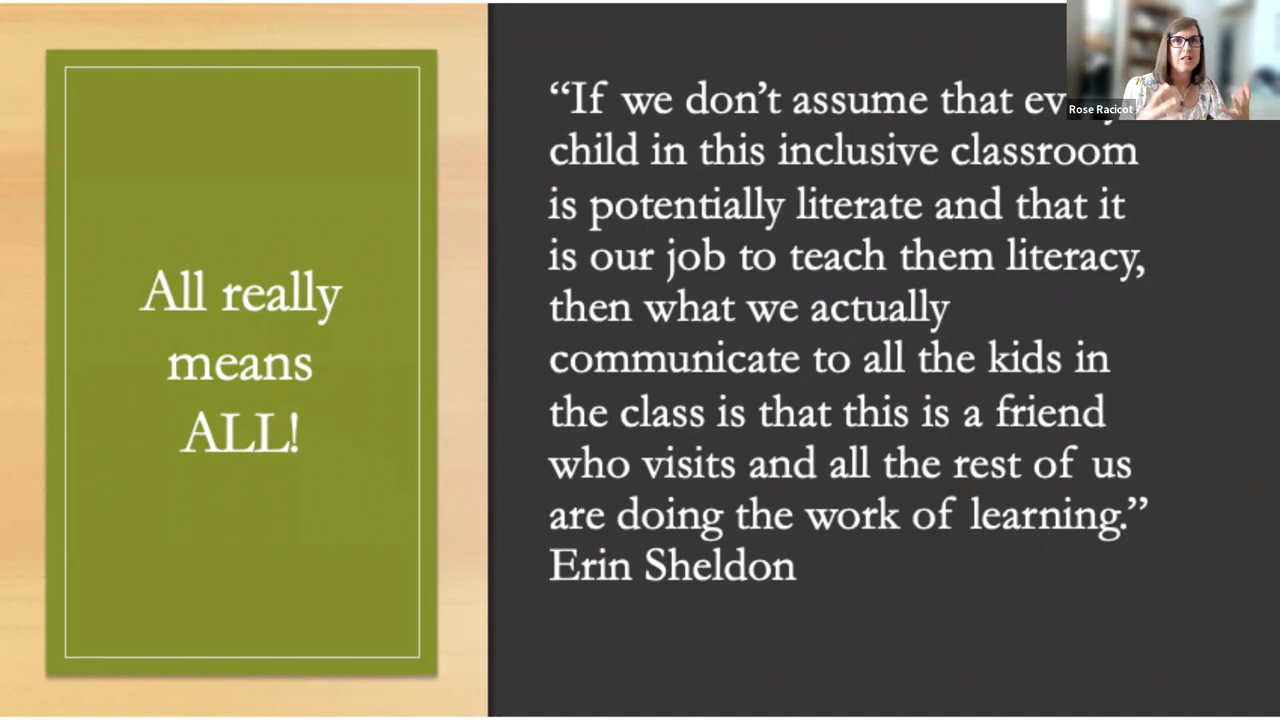 All really
means
ALL!
“If we don’t assume that
child in this inclusive classroom
is potentially literate and that it
is our job to teach them literacy,
then what we actually
communicate to all the kids in
the class is that this is a friend
who visits and all the rest of us
are doing the work of learning.”
Erin Sheldon
Rose Racicot